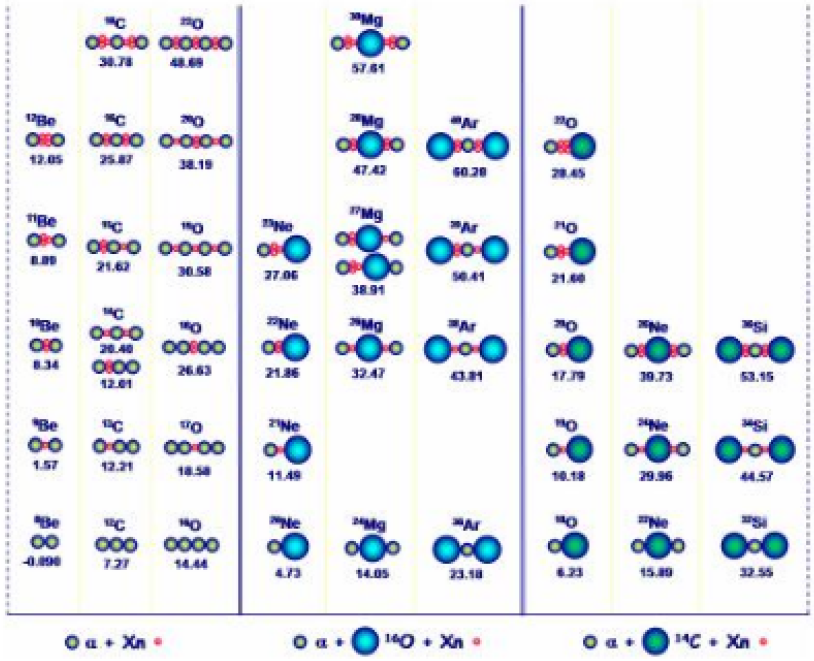 ¹⁸C ²²O ³⁰Mg
30.78 48.69 57.61
¹²Be ¹⁶C ²⁰O ²⁸Mg ⁴⁰Ar ²²O
12.05 25.87 38.19 47.42 60.28 28.45
¹¹Be ¹⁵C ¹⁹O ²³Ne ²⁷Mg ³⁹Ar ²¹O
8.89 21.62 30.58 27.06 38.91 50.41 21.60
¹⁰Be ¹⁴C ¹⁸O ²²Ne ²⁶Mg ³⁸Ar ²⁰O ²⁶Ne ³⁶Si
8.34 20.40 26.63 21.86 32.47 43.81 17.79 39.73 53.15
12.01
⁹Be ¹³C ¹⁷O ²¹Ne ¹⁹O ²⁴Ne ³⁴Si
1.57 12.21 18.58 11.49 10.18 29.96 44.57
⁸Be ¹²C ¹⁶O ²⁰Ne ²⁴Mg ³⁶Ar ¹⁸O ²²Ne ³²Si
-0.090 7.27 14.44 4.73 14.05 23.18 6.23 15.89 32.55
α + Xn α + ¹⁶O + Xn α + ¹⁴C + Xn